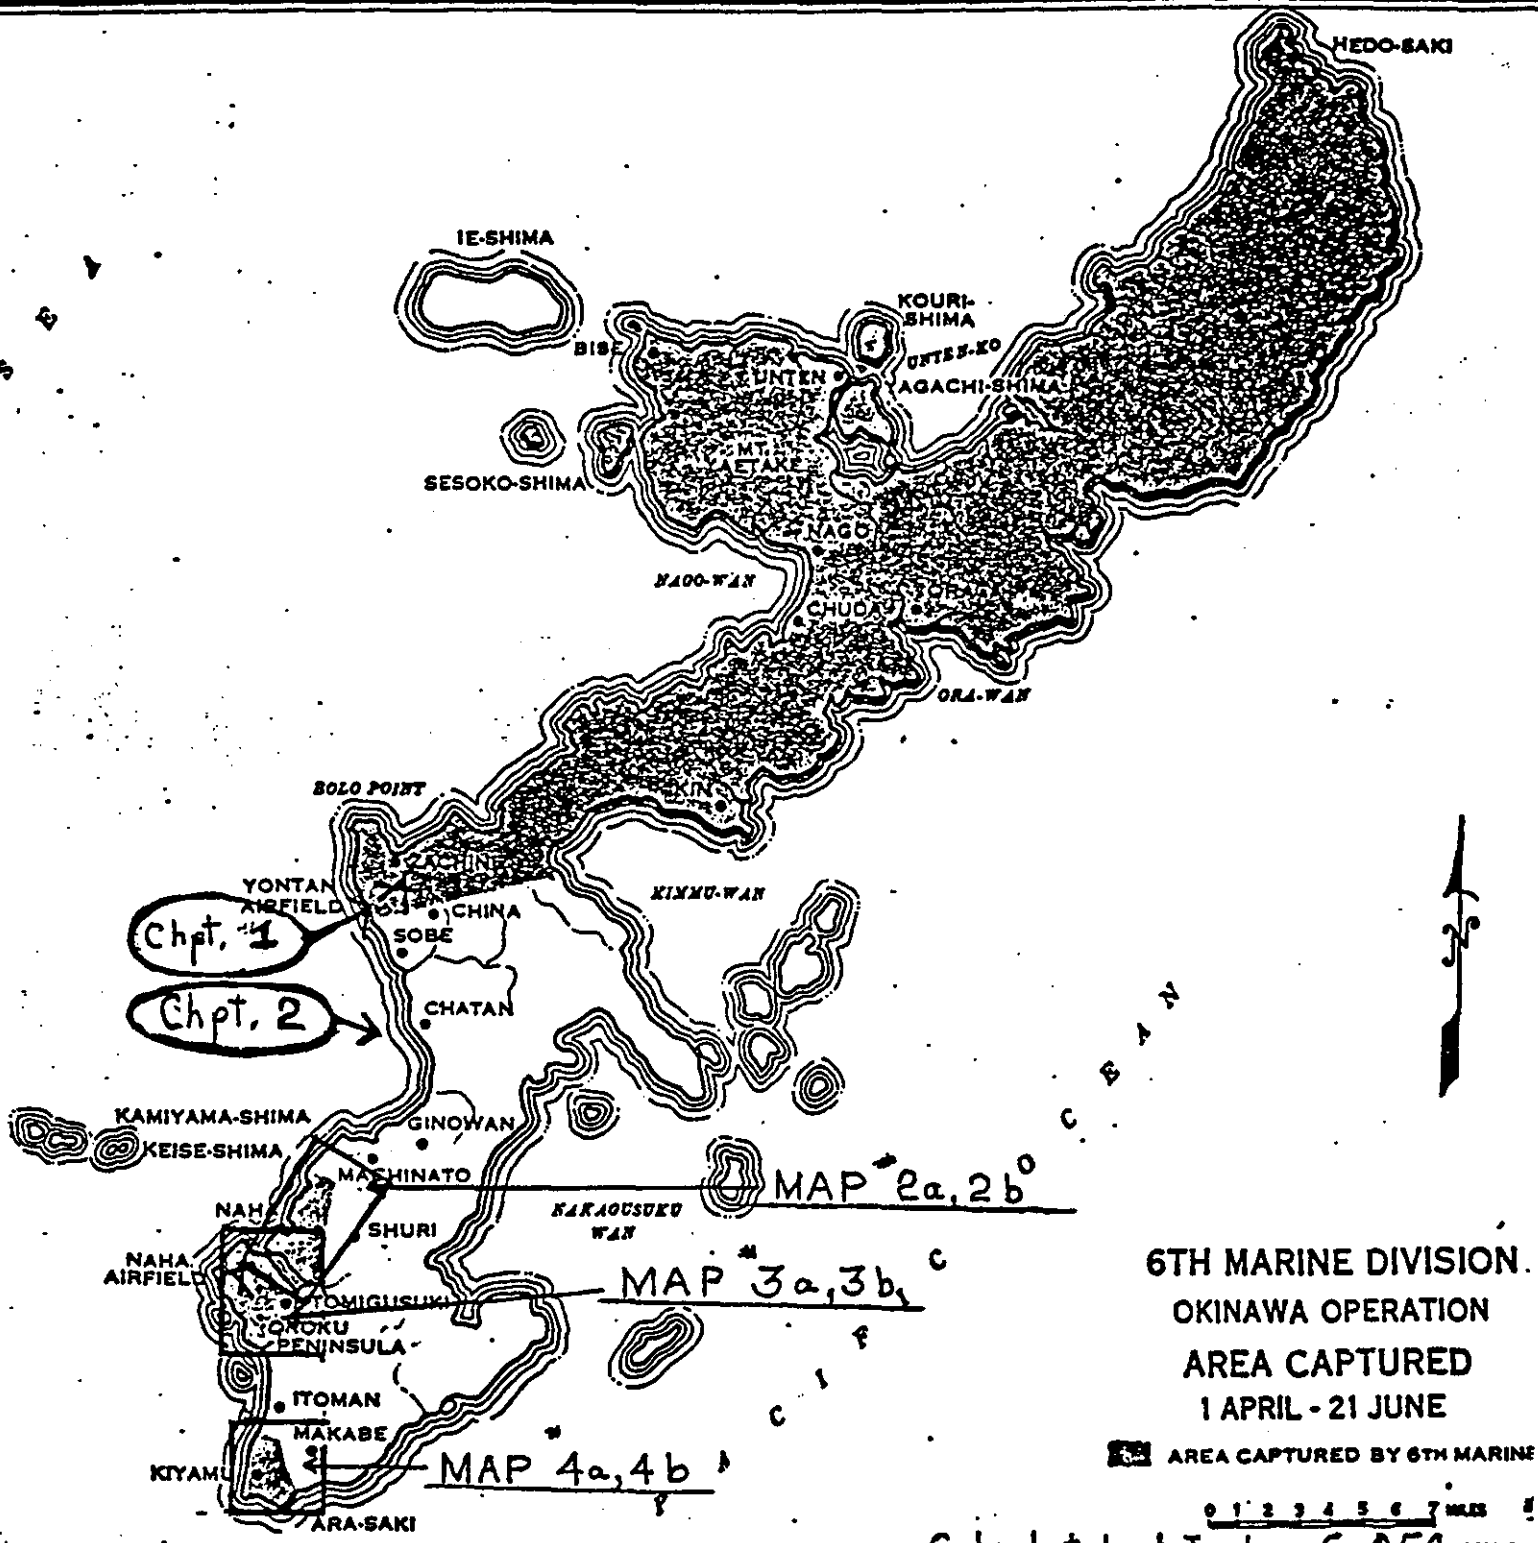 HEDO-SAKI
IE-SHIMA
KOURI-
SHIMA
BISE
UNTEN-KO
UNTEN
AGACHI-SHIMA
MT.
AETAKE
SESOKO-SHIMA
NAGO
NAGO-WAN
CHUDA
ORA-WAN
BOLO POINT
KIN
ZACHIN
YONTAN
AIRFIELD
KIMMU-WAN
CHINA
Chpt. #1
SOBE
Chpt. 2
CHATAN
KAMIYAMA-SHIMA
GINOWAN
KEISE-SHIMA
MACHINATO
MAP #2a, 2b
NAHA
NAKAGUSUKU
WAN
SHURI
NAHA
AIRFIELD
MAP #3a, 3b,
TOMIGUSUKU
OROKU
PENINSULA
ITOMAN
MAKABE
KIYAMU
MAP #4a, 4b
ARA-SAKI
S E A
P A C I F I C O C E A N
N
6TH MARINE DIVISION.
OKINAWA OPERATION
AREA CAPTURED
1 APRIL - 21 JUNE
AREA CAPTURED BY 6TH MARINE
0 1 2 3 4 5 6 7 MILES